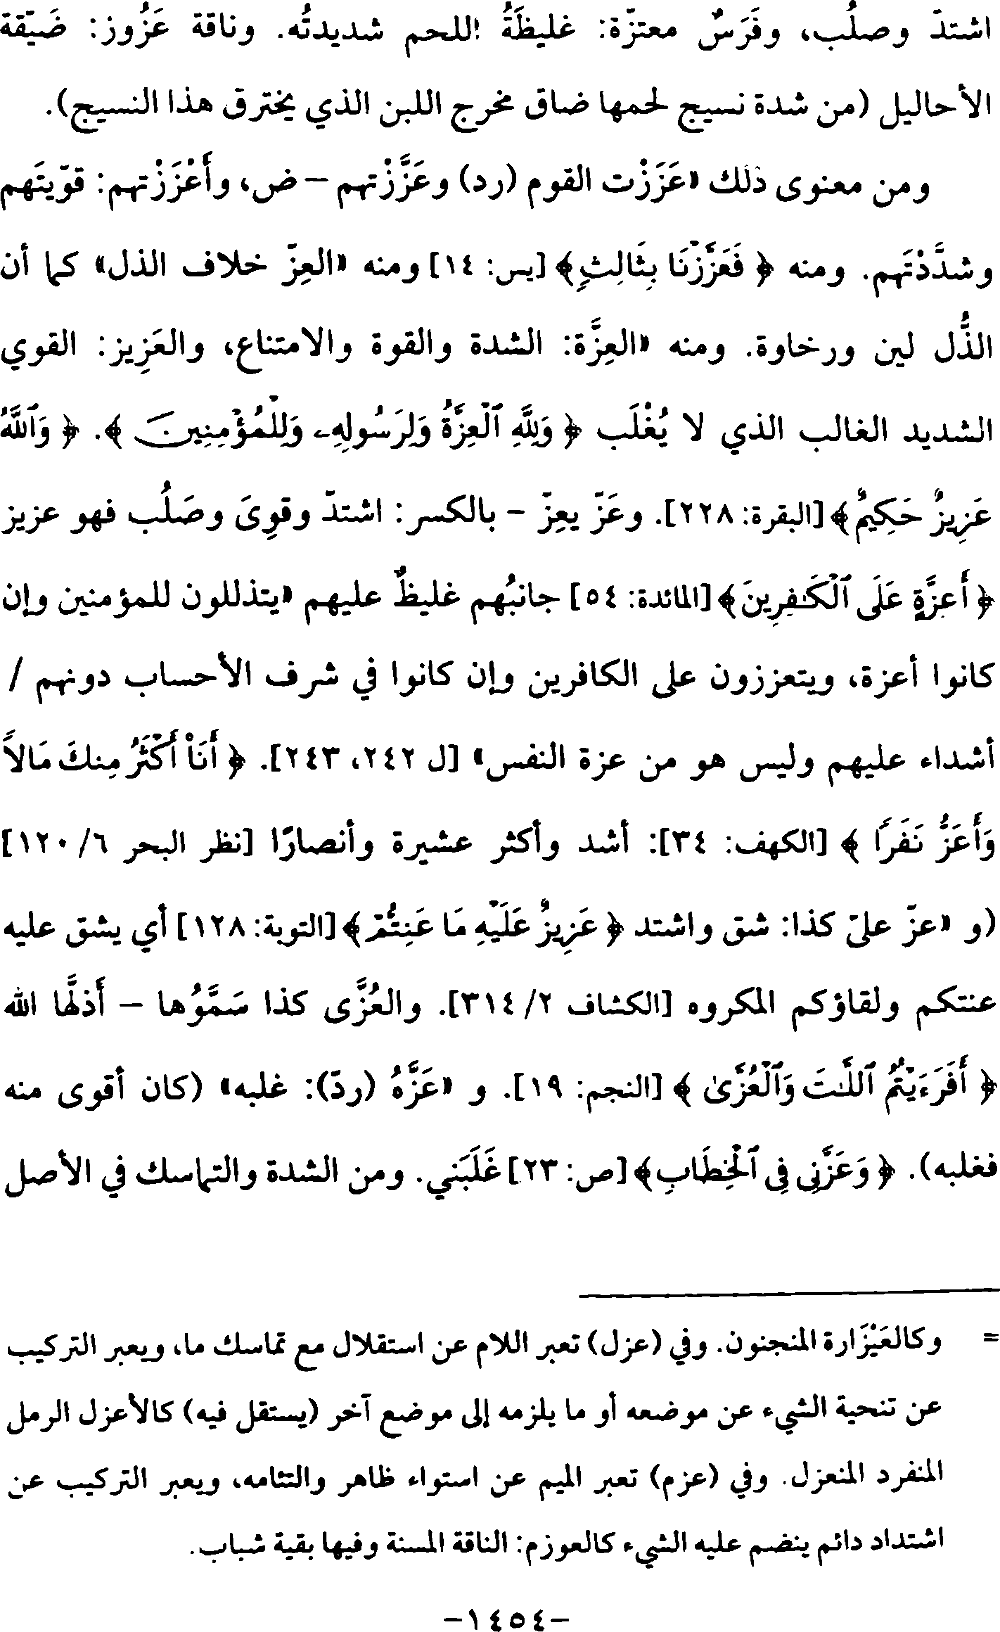 اشتدّ وصلُب، وفَرَسٌ معتزّة: غليظَةُ اللحم شديدتُه. وناقة عَزُوز: ضَيّقة
الأحاليل (من شدة نسيج لحمها ضاق مخرج اللبن الذي يخترق هذا النسيج).
ومن معنوى ذلك «عَزَزْت القوم (رد) وعَزَّزْتهم – ض، وأَعْزَزْتهم: قوّيتَهم
وشدَّدْتَهم. ومنه ﴿ فَعَزَّزْنَا بِثَالِثٍ﴾ [يس: ١٤] ومنه «العِزّ خلاف الذل» كما أن
الذُّل لين ورخاوة. ومنه «العِزَّة: الشدة والقوة والامتناع، والعَزِيز: القوي
الشديد الغالب الذي لا يُغْلَب ﴿ وَلِلَّهِ ٱلْعِزَّةُ وَلِرَسُولِهِۦ وَلِلْمُؤْمِنِينَ ﴾. ﴿ وَٱللَّهُ
عَزِيزٌ حَكِيمٌ﴾ [البقرة: ٢٢٨]. وعَزّ يعِزّ – بالكسر: اشتدّ وقوِىَ وصَلُب فهو عزيز
﴿ أَعِزَّةٍ عَلَى ٱلْكَـٰفِرِينَ﴾ [المائدة: ٥٤] جانبُهم غليظٌ عليهم «يتذللون للمؤمنين وإن
كانوا أعزة، ويتعززون على الكافرين وإن كانوا في شرف الأحساب دونهم /
أشداء عليهم وليس هو من عزة النفس» [ل ٢٤٢، ٢٤٣]. ﴿ أَنَا۠ أَكْثَرُ مِنكَ مَالاً
وَأَعَزُّ نَفَرًا ﴾ [الكهف: ٣٤]: أشد وأكثر عشيرة وأنصارًا [نظر البحر ٦/ ١٢٠]
(و «عزّ عليّ كذا: شق واشتد ﴿ عَزِيزٌ عَلَيْهِ مَا عَنِتُّمْ﴾ [التوبة: ١٢٨] أي يشق عليه
عنتكم ولقاؤكم المكروه [الكشاف ٢/ ٣١٤]. والعُزَّى كذا سَمَّوْها – أَذلَّها الله
﴿ أَفَرَءَيْتُمُ ٱللَّـٰتَ وَٱلْعُزَّىٰ ﴾ [النجم: ١٩]. و «عَزَّهُ (ردّ): غلبه» (كان أقوى منه
فغلبه). ﴿ وَعَزَّنِى فِى ٱلْخِطَابِ﴾ [ص: ٢٣] غَلَبَني. ومن الشدة والتماسك في الأصل
= وكالعَيْزَارة المنجنون. وفي (عزل) تعبر اللام عن استقلال مع تماسك ما، ويعبر التركيب
عن تنحية الشيء عن موضعه أو ما يلزمه إلى موضع آخر (يستقل فيه) كالأعزل الرمل
المنفرد المنعزل. وفي (عزم) تعبر الميم عن استواء ظاهر والتئامه، ويعبر التركيب عن
اشتداد دائم ينضم عليه الشيء كالعوزم: الناقة المسنة وفيها بقية شباب.
–١٤٥٤–